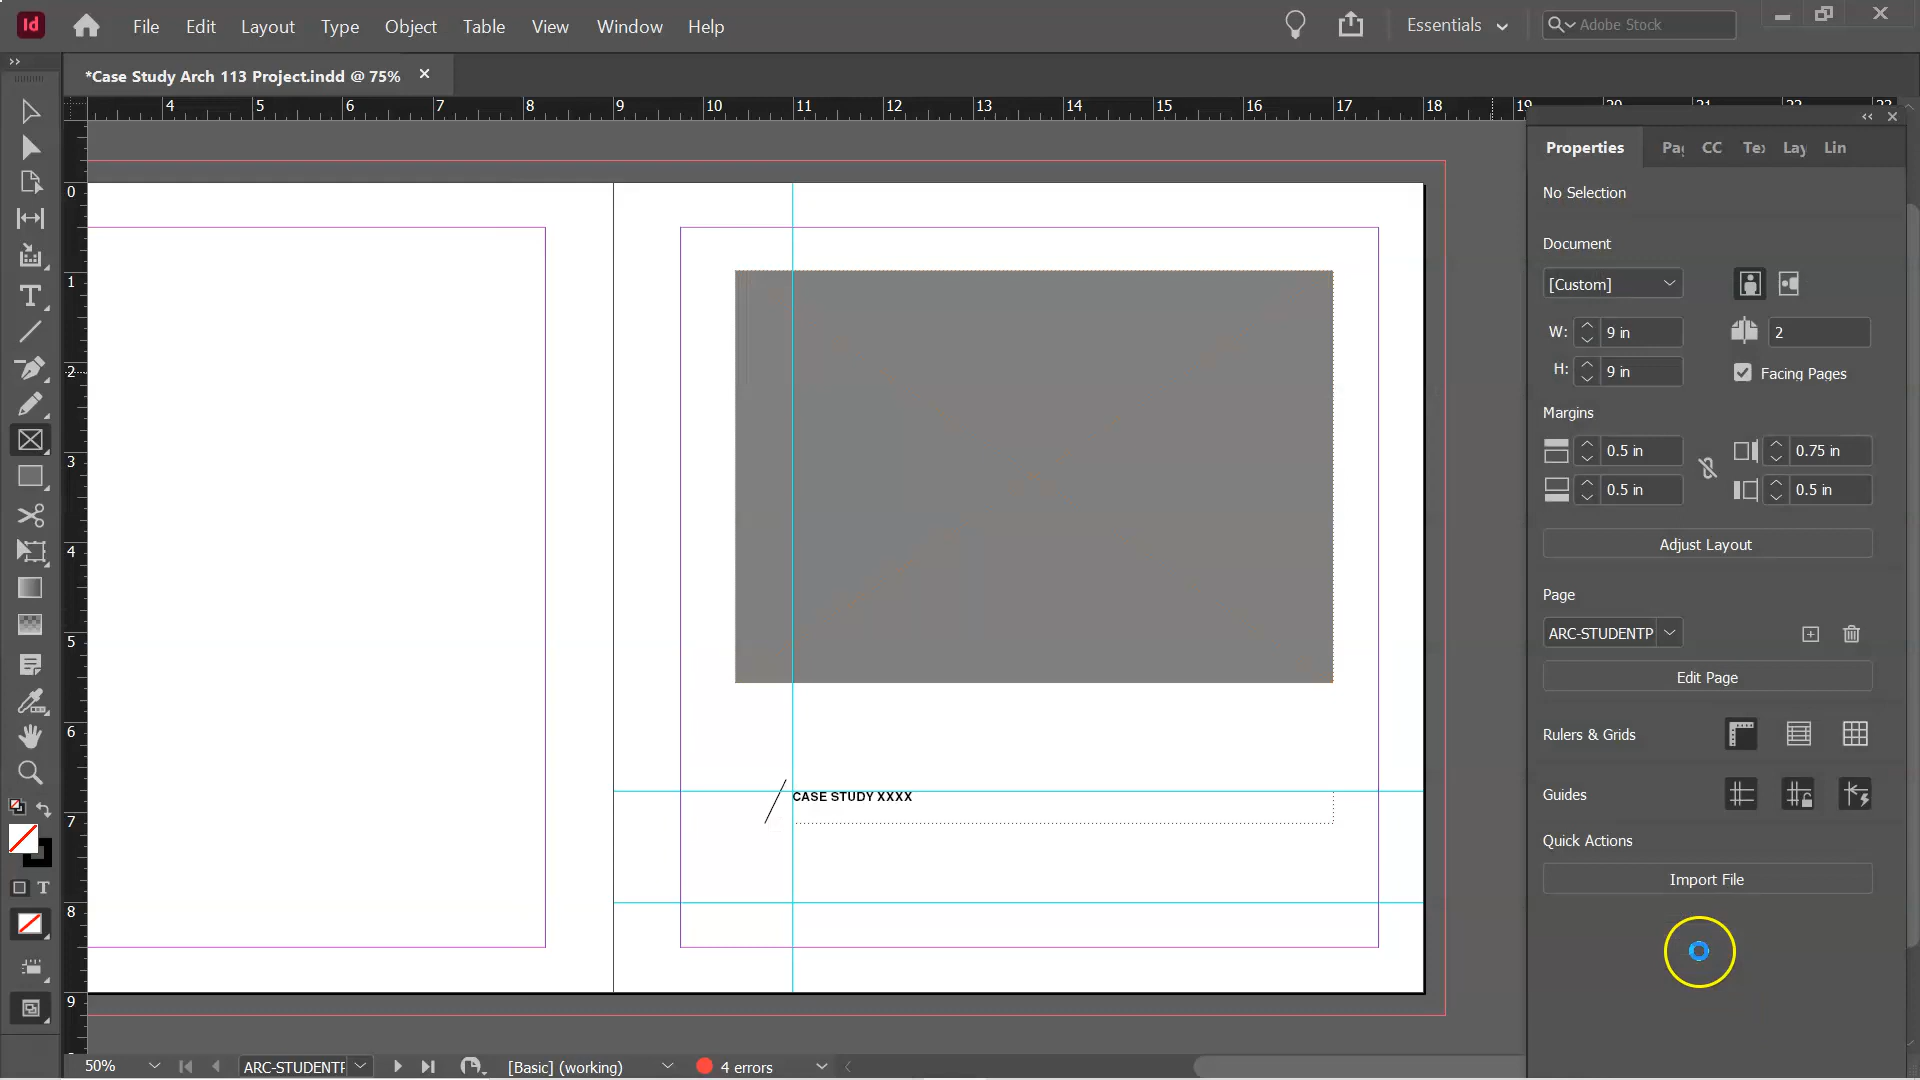 Id
File Edit Layout Type Object Table View Window Help
Essentials
Adobe Stock
*Case Study Arch 113 Project.indd @ 75%
4 5 6 7 8 9 10 11 12 13 14 15 16 17 18 19 20 21 22 23
0
1
2
3
4
5
6
7
8
9
CASE STUDY XXXX
Properties Pag CC Te Lay Lin
No Selection
Document
[Custom]
W: 9 in 2
H: 9 in Facing Pages
Margins
0.5 in 0.75 in
0.5 in 0.5 in
Adjust Layout
Page
ARC-STUDENTP
Edit Page
Rulers & Grids
Guides
Quick Actions
Import File
T
T
50% ARC-STUDENTF [Basic] (working) 4 errors